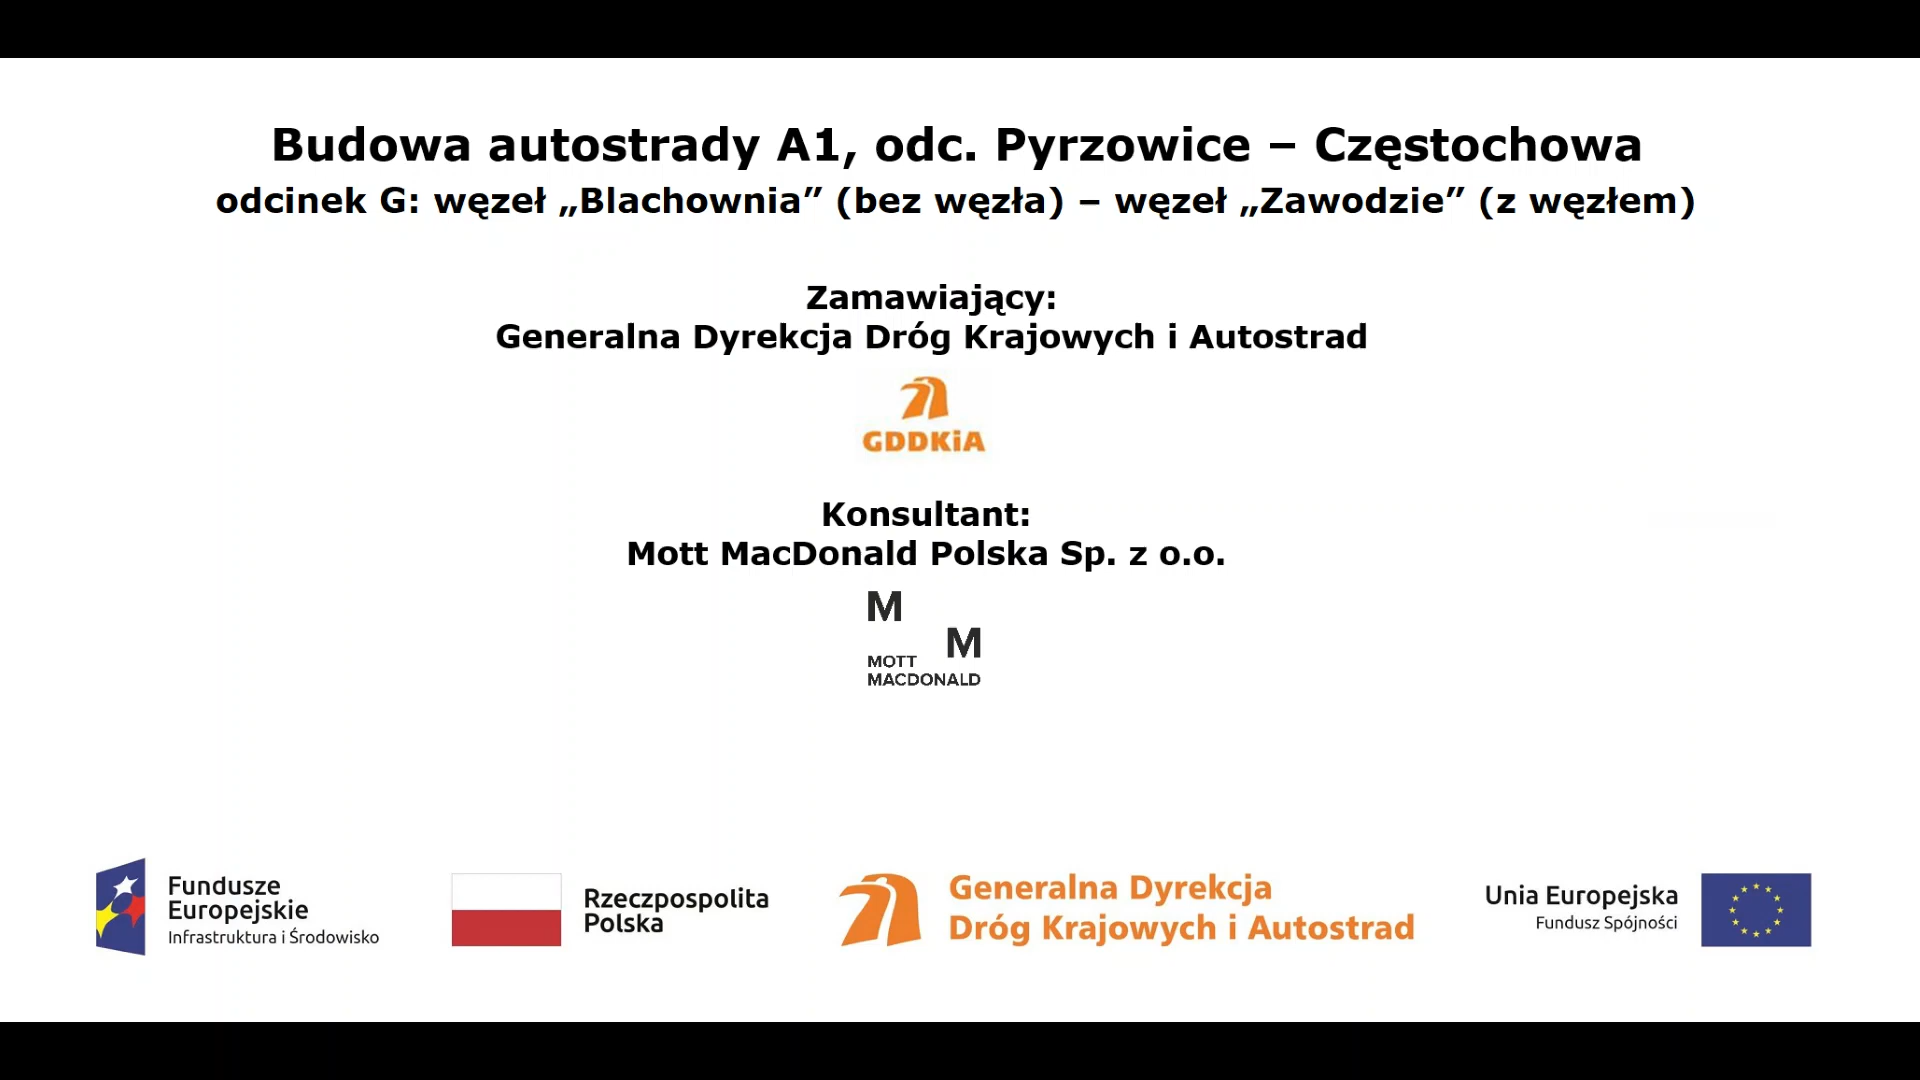 Budowa autostrady A1, odc. Pyrzowice – Częstochowa
odcinek G: węzeł „Blachownia” (bez węzła) – węzeł „Zawodzie” (z węzłem)
Zamawiający:
Generalna Dyrekcja Dróg Krajowych i Autostrad
GDDKiA
Konsultant:
Mott MacDonald Polska Sp. z o.o.
M
M
MOTT
MACDONALD
Fundusze
Europejskie
Infrastruktura i Środowisko
Rzeczpospolita
Polska
Generalna Dyrekcja
Dróg Krajowych i Autostrad
Unia Europejska
Fundusz Spójności